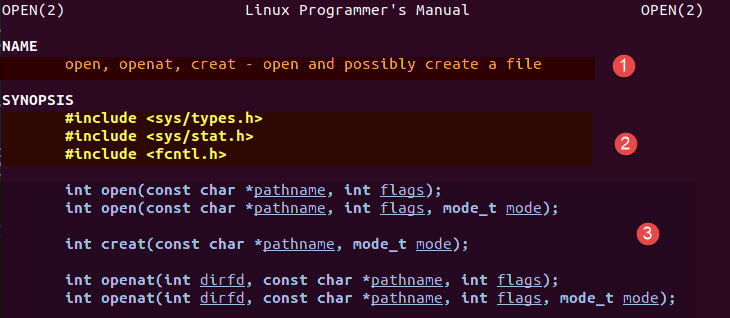 OPEN(2) Linux Programmer's Manual OPEN(2)
NAME
open, openat, creat - open and possibly create a file
1
SYNOPSIS
#include <sys/types.h>
#include <sys/stat.h>
#include <fcntl.h>
2
int open(const char *pathname, int flags);
int open(const char *pathname, int flags, mode_t mode);
int creat(const char *pathname, mode_t mode);
3
int openat(int dirfd, const char *pathname, int flags);
int openat(int dirfd, const char *pathname, int flags, mode_t mode);